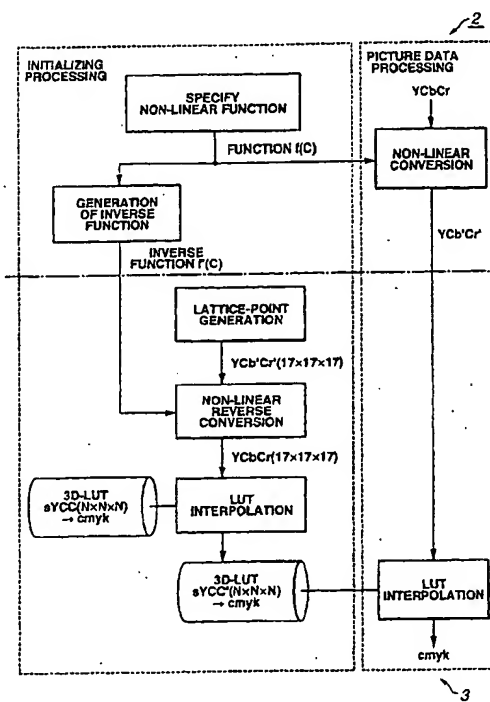 2
INITIALIZING
PROCESSING
PICTURE DATA
PROCESSING
SPECIFY
NON-LINEAR FUNCTION
YCbCr
FUNCTION f(C)
NON-LINEAR
CONVERSION
GENERATION
OF INVERSE
FUNCTION
YCb'Cr'
INVERSE
FUNCTION f'(C)
LATTICE-POINT
GENERATION
YCb'Cr'(17×17×17)
NON-LINEAR
REVERSE
CONVERSION
YCbCr(17×17×17)
3D-LUT
sYCC(N×N×N)
→ cmyk
LUT
INTERPOLATION
3D-LUT
sYCC'(N×N×N)
→ cmyk
LUT
INTERPOLATION
cmyk
3